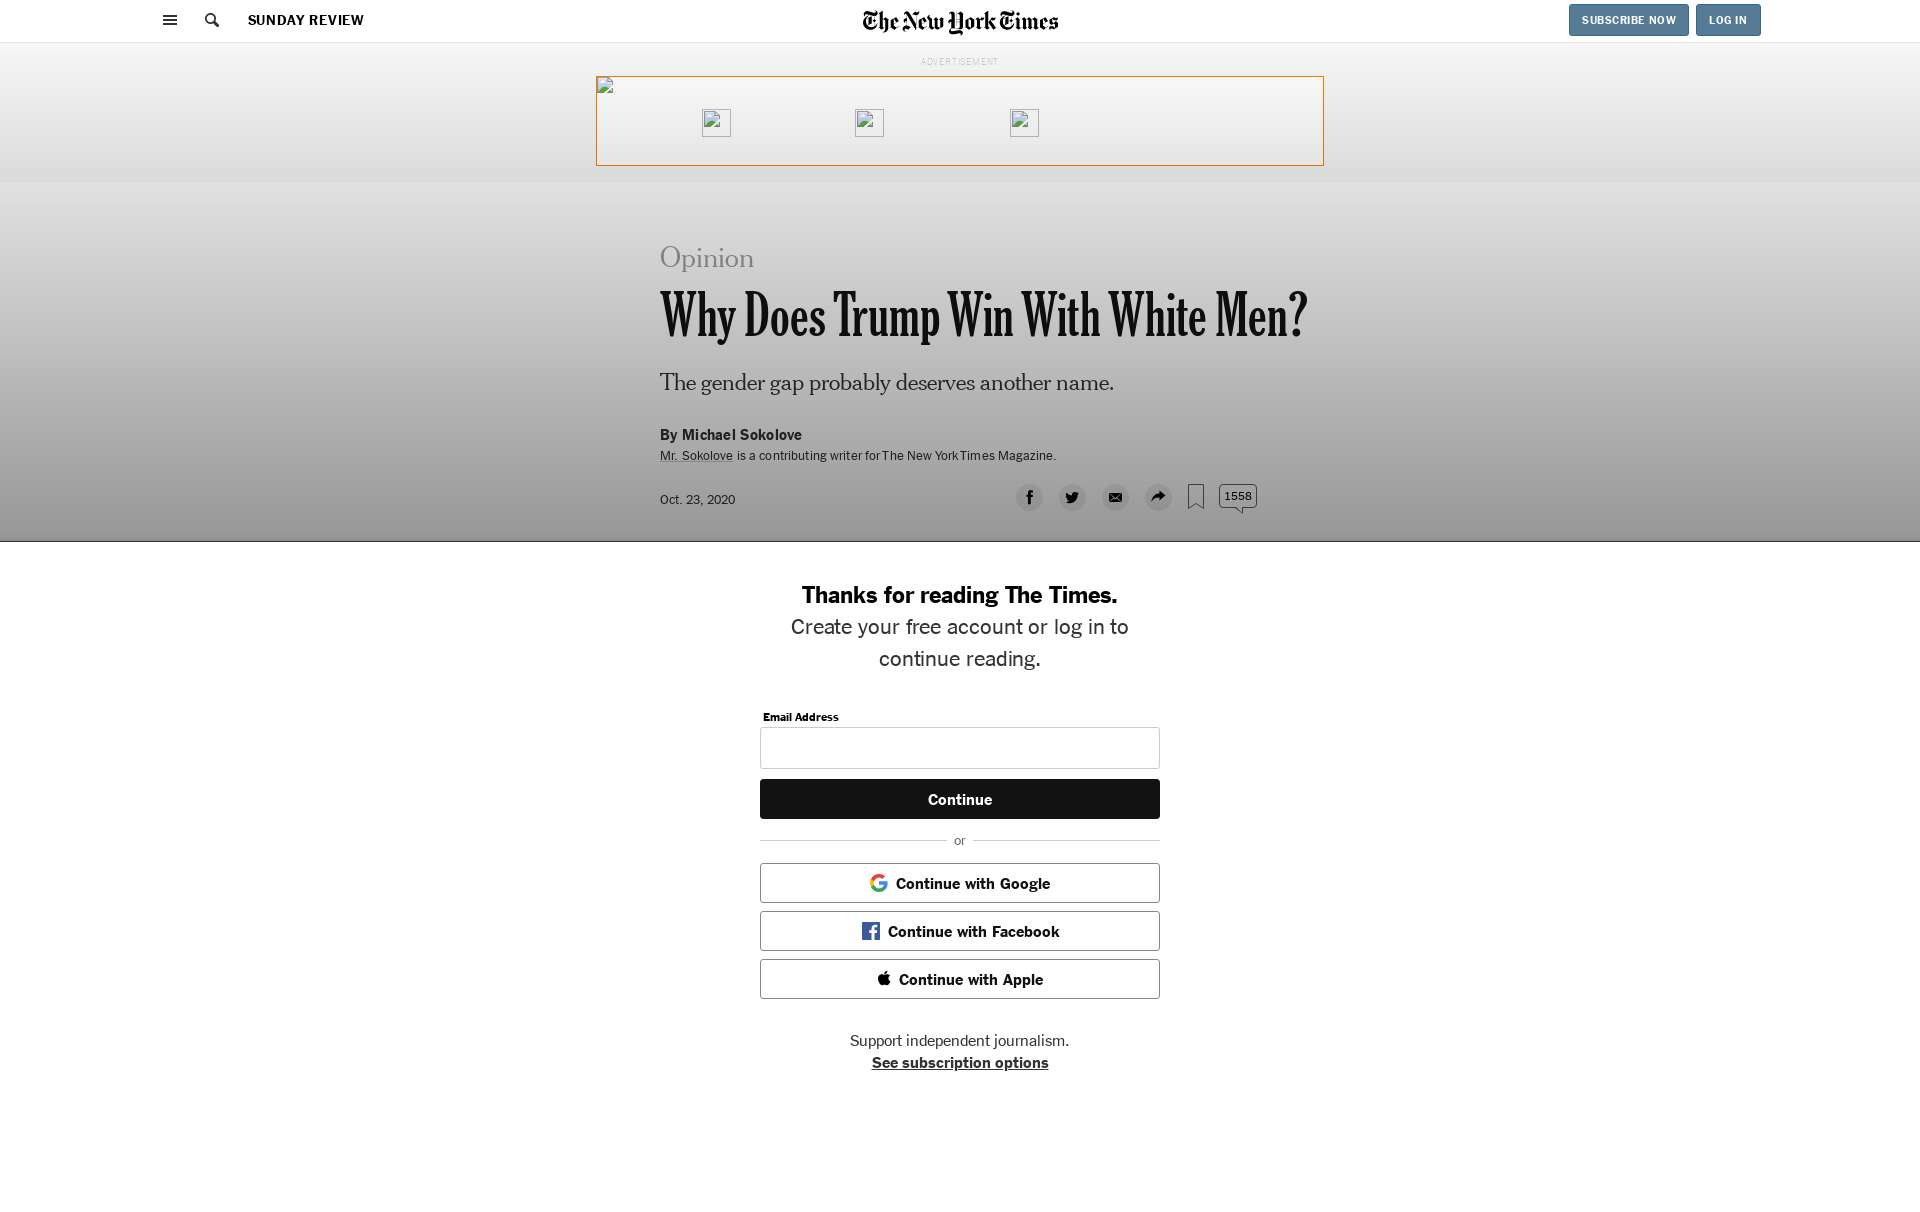 SUNDAY REVIEW
The New York Times
SUBSCRIBE NOW
LOG IN
ADVERTISEMENT
Opinion
Why Does Trump Win With White Men?
The gender gap probably deserves another name.
By Michael Sokolove
Mr. Sokolove is a contributing writer for The New York Times Magazine.
Oct. 23, 2020
1558
Thanks for reading The Times.
Create your free account or log in to
continue reading.
Email Address
Continue
or
Continue with Google
Continue with Facebook
Continue with Apple
Support independent journalism.
See subscription options